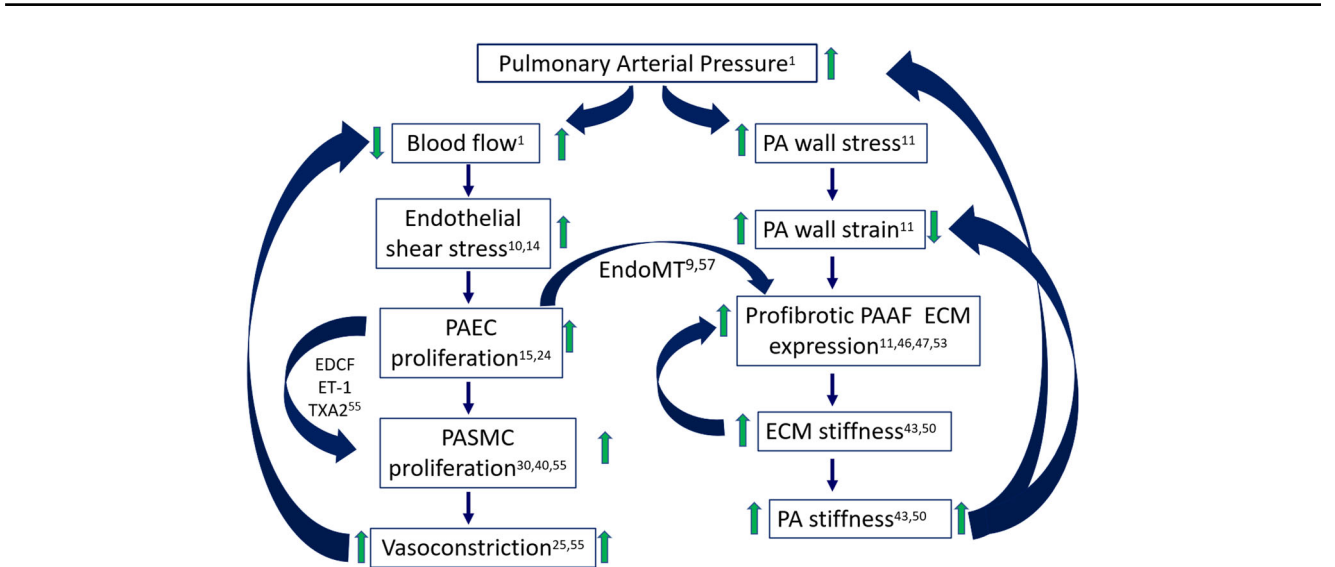 Pulmonary Arterial Pressure¹
Blood flow¹
PA wall stress¹¹
Endothelial
shear stress¹⁰,¹⁴
PA wall strain¹¹
EndoMT⁹,⁵⁷
PAEC
proliferation¹⁵,²⁴
Profibrotic PAAF ECM
expression¹¹,⁴⁶,⁴⁷,⁵³
EDCF
ET-1
TXA2⁵⁵
PASMC
proliferation³⁰,⁴⁰,⁵⁵
ECM stiffness⁴³,⁵⁰
PA stiffness⁴³,⁵⁰
Vasoconstriction²⁵,⁵⁵